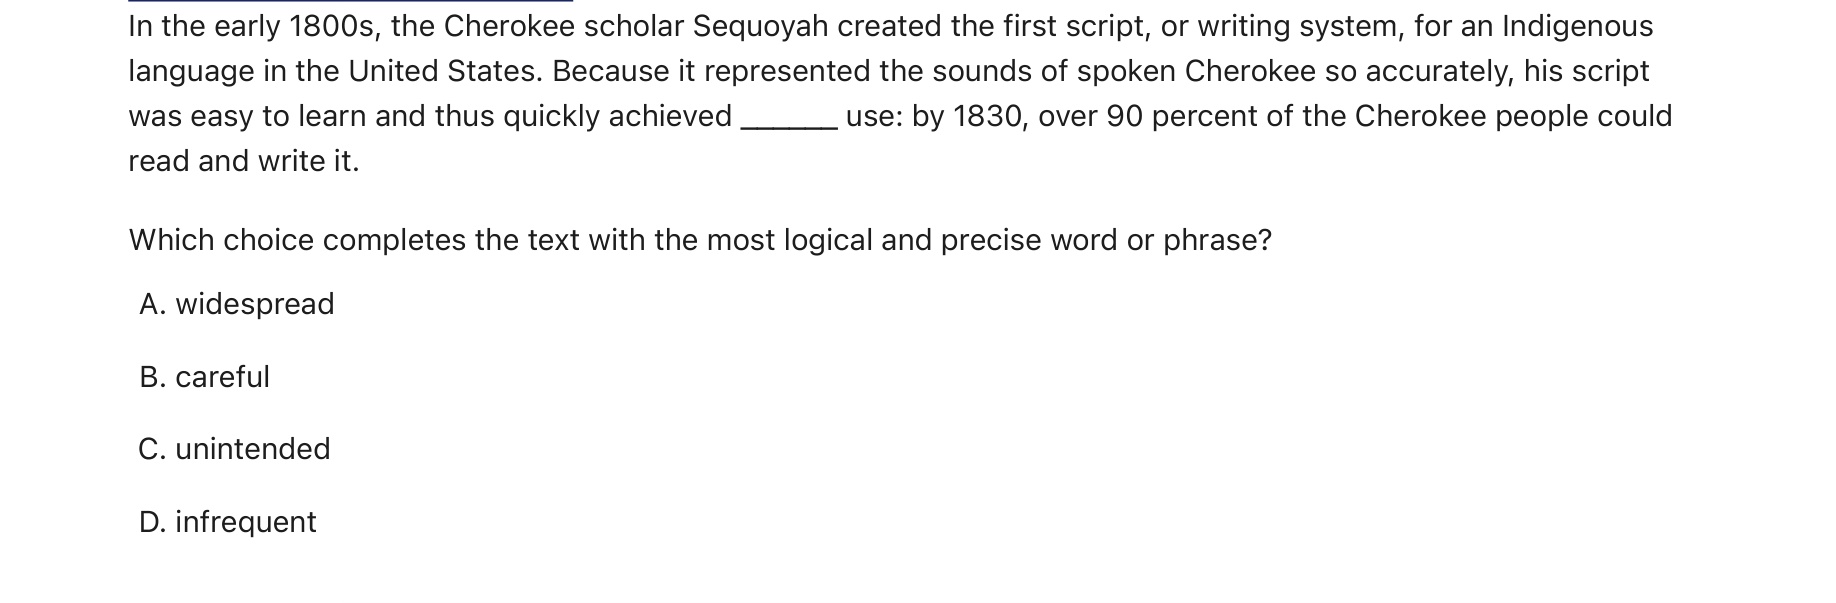 In the early 1800s, the Cherokee scholar Sequoyah created the first script, or writing system, for an Indigenous
language in the United States. Because it represented the sounds of spoken Cherokee so accurately, his script
was easy to learn and thus quickly achieved ______ use: by 1830, over 90 percent of the Cherokee people could
read and write it.
Which choice completes the text with the most logical and precise word or phrase?
A. widespread
B. careful
C. unintended
D. infrequent